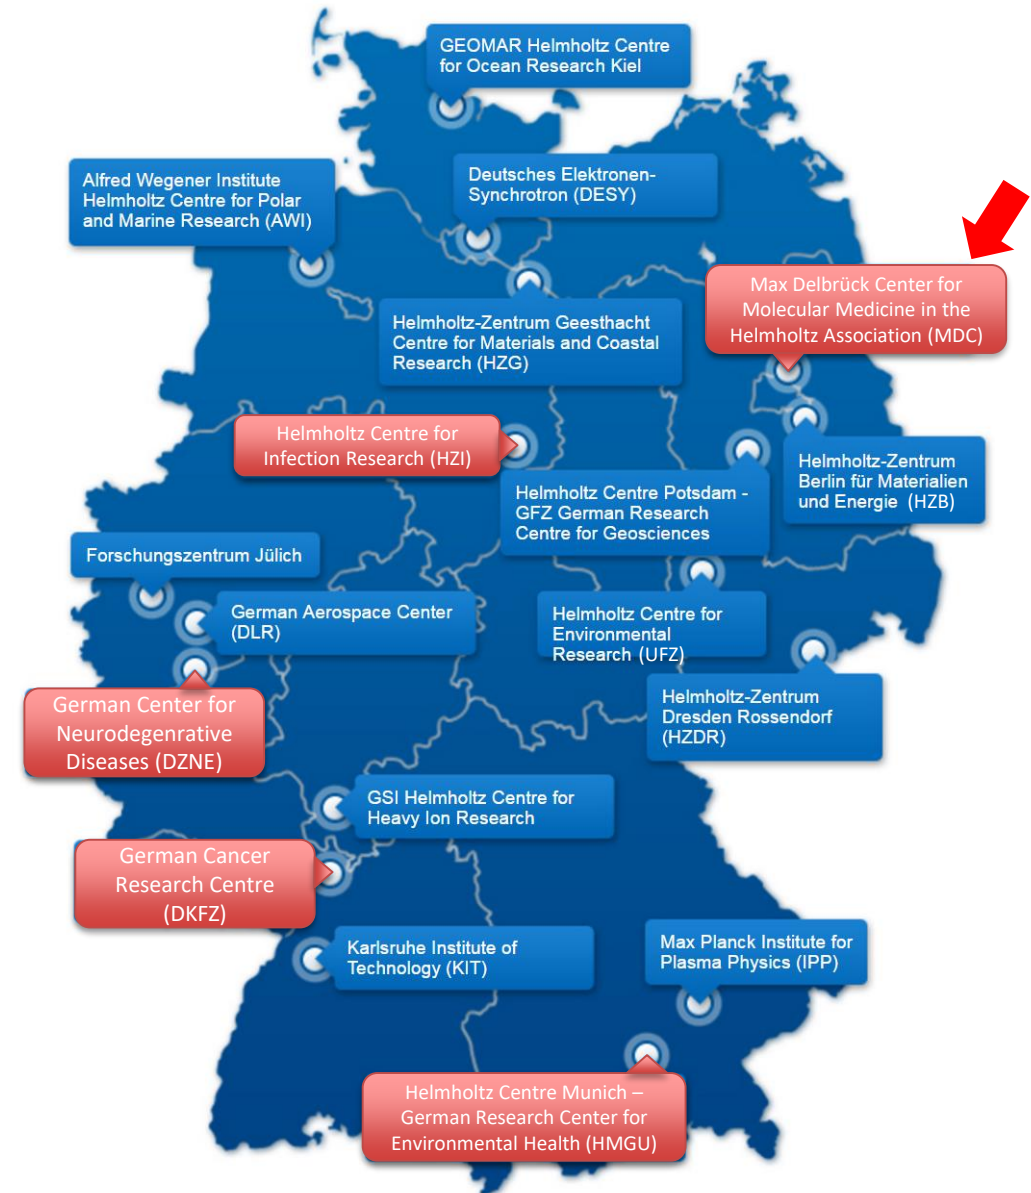 GEOMAR Helmholtz Centre
for Ocean Research Kiel
Alfred Wegener Institute
Helmholtz Centre for Polar
and Marine Research (AWI)
Deutsches Elektronen-
Synchrotron (DESY)
Max Delbrück Center for
Molecular Medicine in the
Helmholtz Association (MDC)
Helmholtz-Zentrum Geesthacht
Centre for Materials and Coastal
Research (HZG)
Helmholtz Centre for
Infection Research (HZI)
Helmholtz-Zentrum
Berlin für Materialien
und Energie (HZB)
Helmholtz Centre Potsdam -
GFZ German Research
Centre for Geosciences
Forschungszentrum Jülich
German Aerospace Center
(DLR)
Helmholtz Centre for
Environmental
Research (UFZ)
German Center for
Neurodegenrative
Diseases (DZNE)
Helmholtz-Zentrum
Dresden Rossendorf
(HZDR)
GSI Helmholtz Centre for
Heavy Ion Research
German Cancer
Research Centre
(DKFZ)
Karlsruhe Institute of
Technology (KIT)
Max Planck Institute for
Plasma Physics (IPP)
Helmholtz Centre Munich –
German Research Center for
Environmental Health (HMGU)